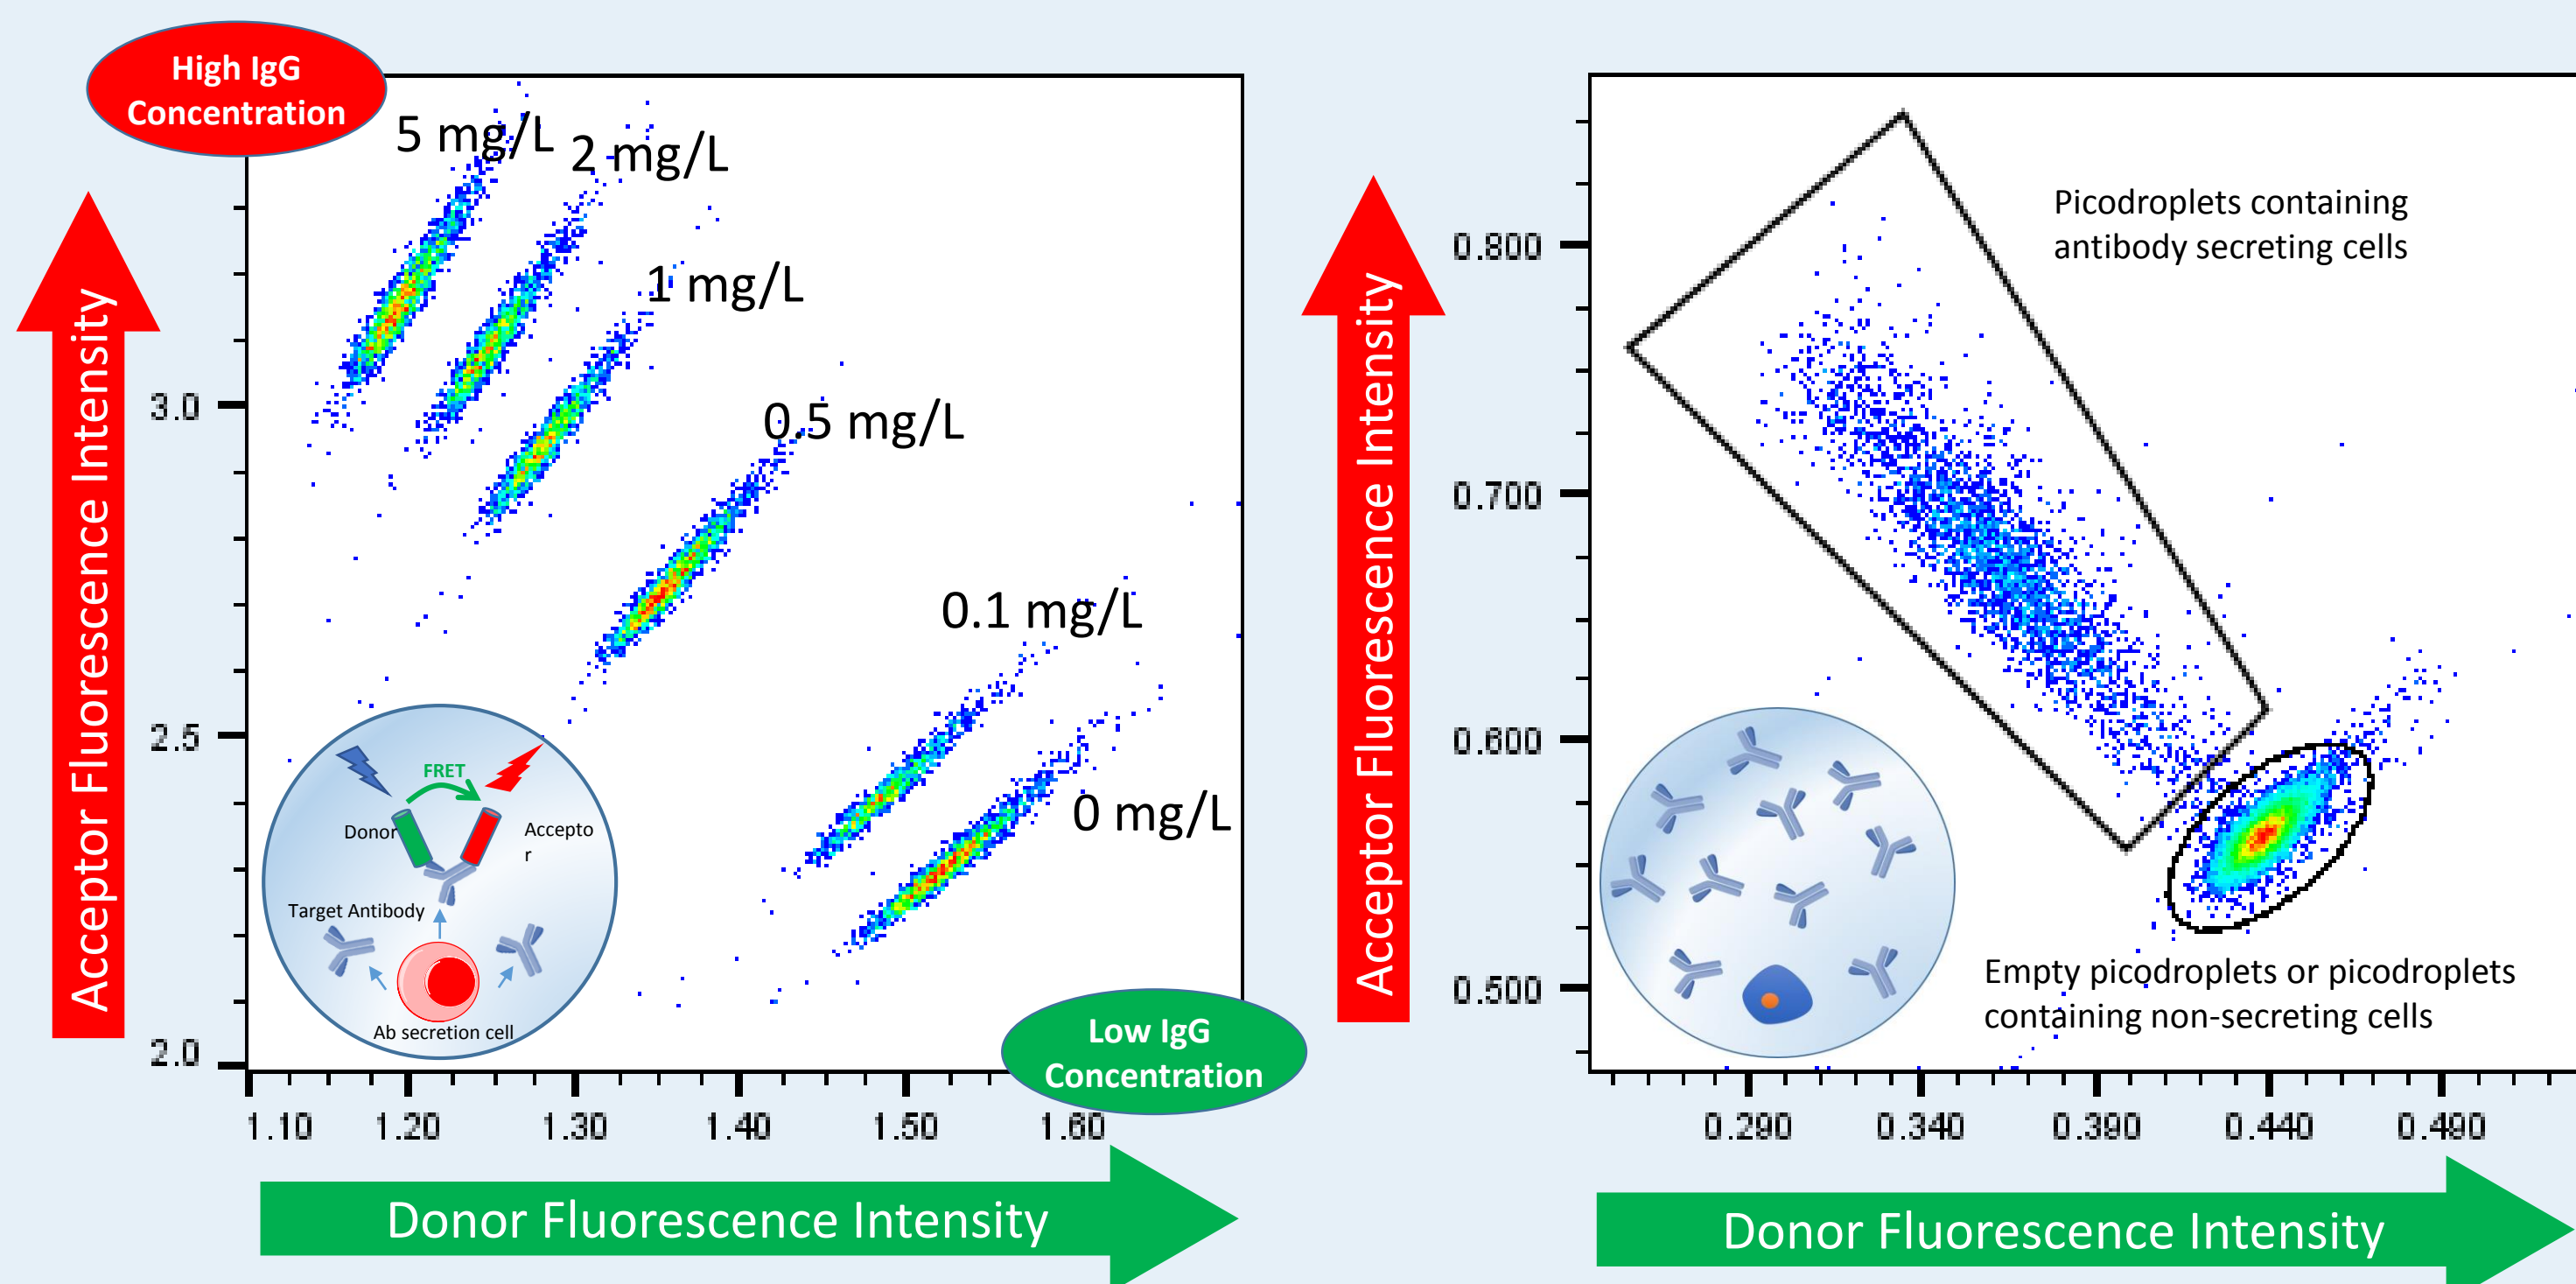 High IgG
Concentration
5 mg/L
2 mg/L
1 mg/L
0.5 mg/L
0.1 mg/L
0 mg/L
Acceptor Fluorescence Intensity
3.0
2.5
2.0
FRET
Donor
Accepto
r
Target Antibody
Ab secretion cell
Low IgG
Concentration
1.10 1.20 1.30 1.40 1.50 1.60
Donor Fluorescence Intensity
Acceptor Fluorescence Intensity
0.800
0.700
0.600
0.500
Picodroplets containing
antibody secreting cells
Empty picodroplets or picodroplets
containing non-secreting cells
0.290 0.340 0.390 0.440 0.490
Donor Fluorescence Intensity